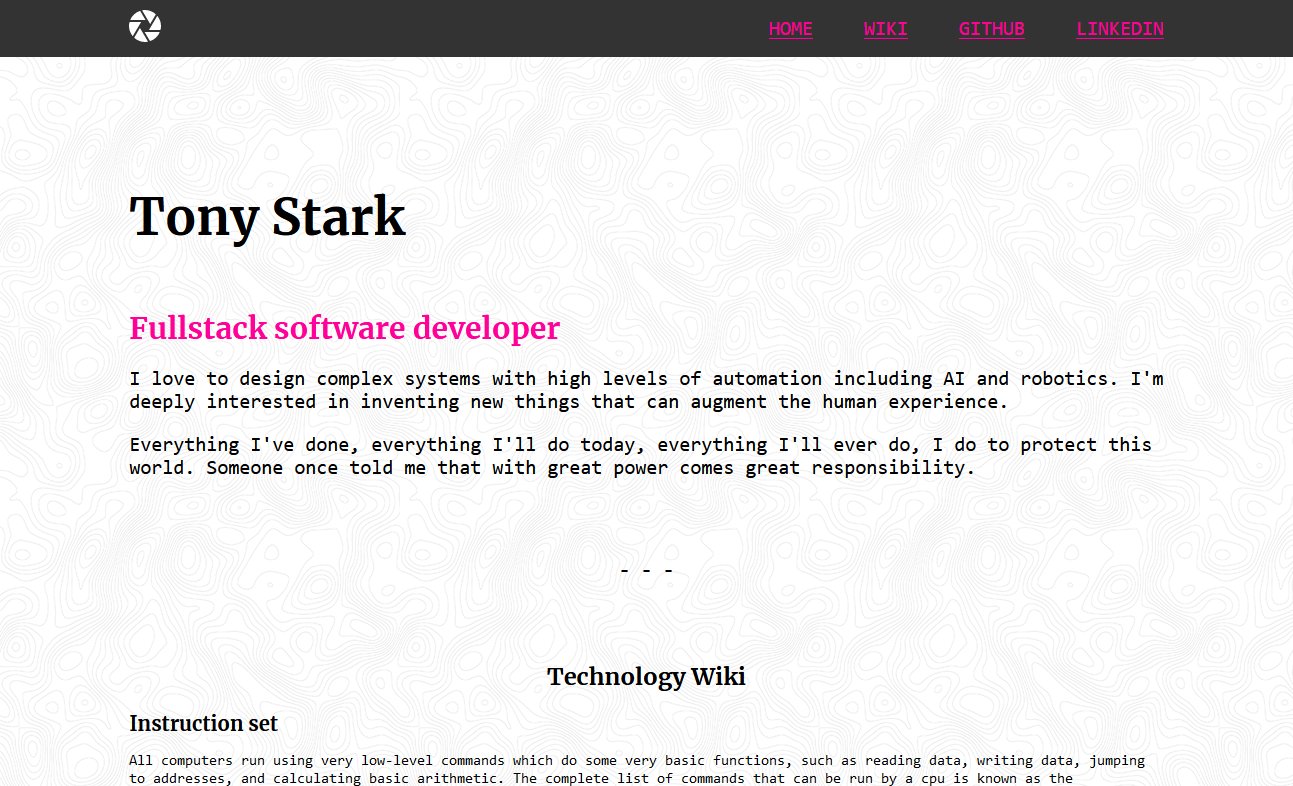 HOME WIKI GITHUB LINKEDIN
Tony Stark
Fullstack software developer
I love to design complex systems with high levels of automation including AI and robotics. I'm
deeply interested in inventing new things that can augment the human experience.
Everything I've done, everything I'll do today, everything I'll ever do, I do to protect this
world. Someone once told me that with great power comes great responsibility.
- - -
Technology Wiki
Instruction set
All computers run using very low-level commands which do some very basic functions, such as reading data, writing data, jumping
to addresses, and calculating basic arithmetic. The complete list of commands that can be run by a cpu is known as the